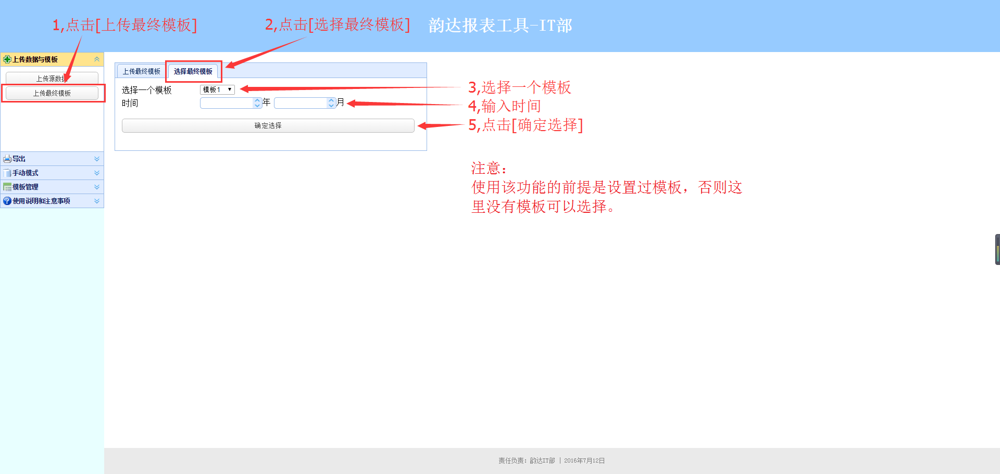 1,点击[上传最终模板]
2,点击[选择最终模板]
韵达报表工具-IT部
上传数据与模板
上传源数据
上传最终模板
导出
手动模式
模板管理
使用说明和注意事项
上传最终模板
选择最终模板
选择一个模板
模板1
时间
年
月
确定选择
3,选择一个模板
4,输入时间
5,点击[确定选择]
注意：
使用该功能的前提是设置过模板，否则这
里没有模板可以选择。
责任负责：韵达IT部 | 2016年7月12日